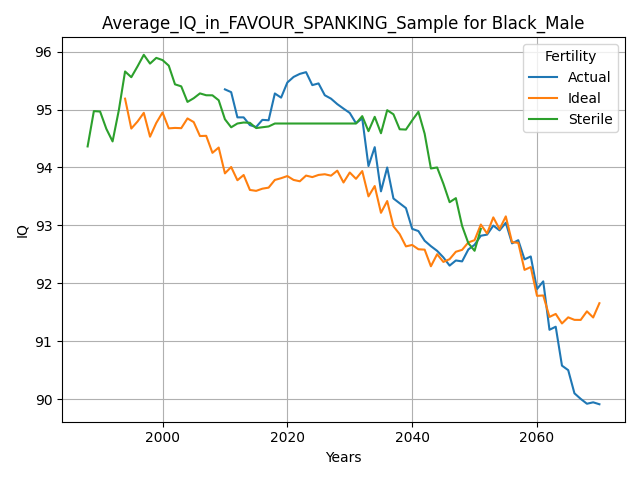 Average_IQ_in_FAVOUR_SPANKING_Sample for Black_Male
Fertility
Actual
Ideal
Sterile
IQ
96
95
94
93
92
91
90
2000
2020
2040
2060
Years